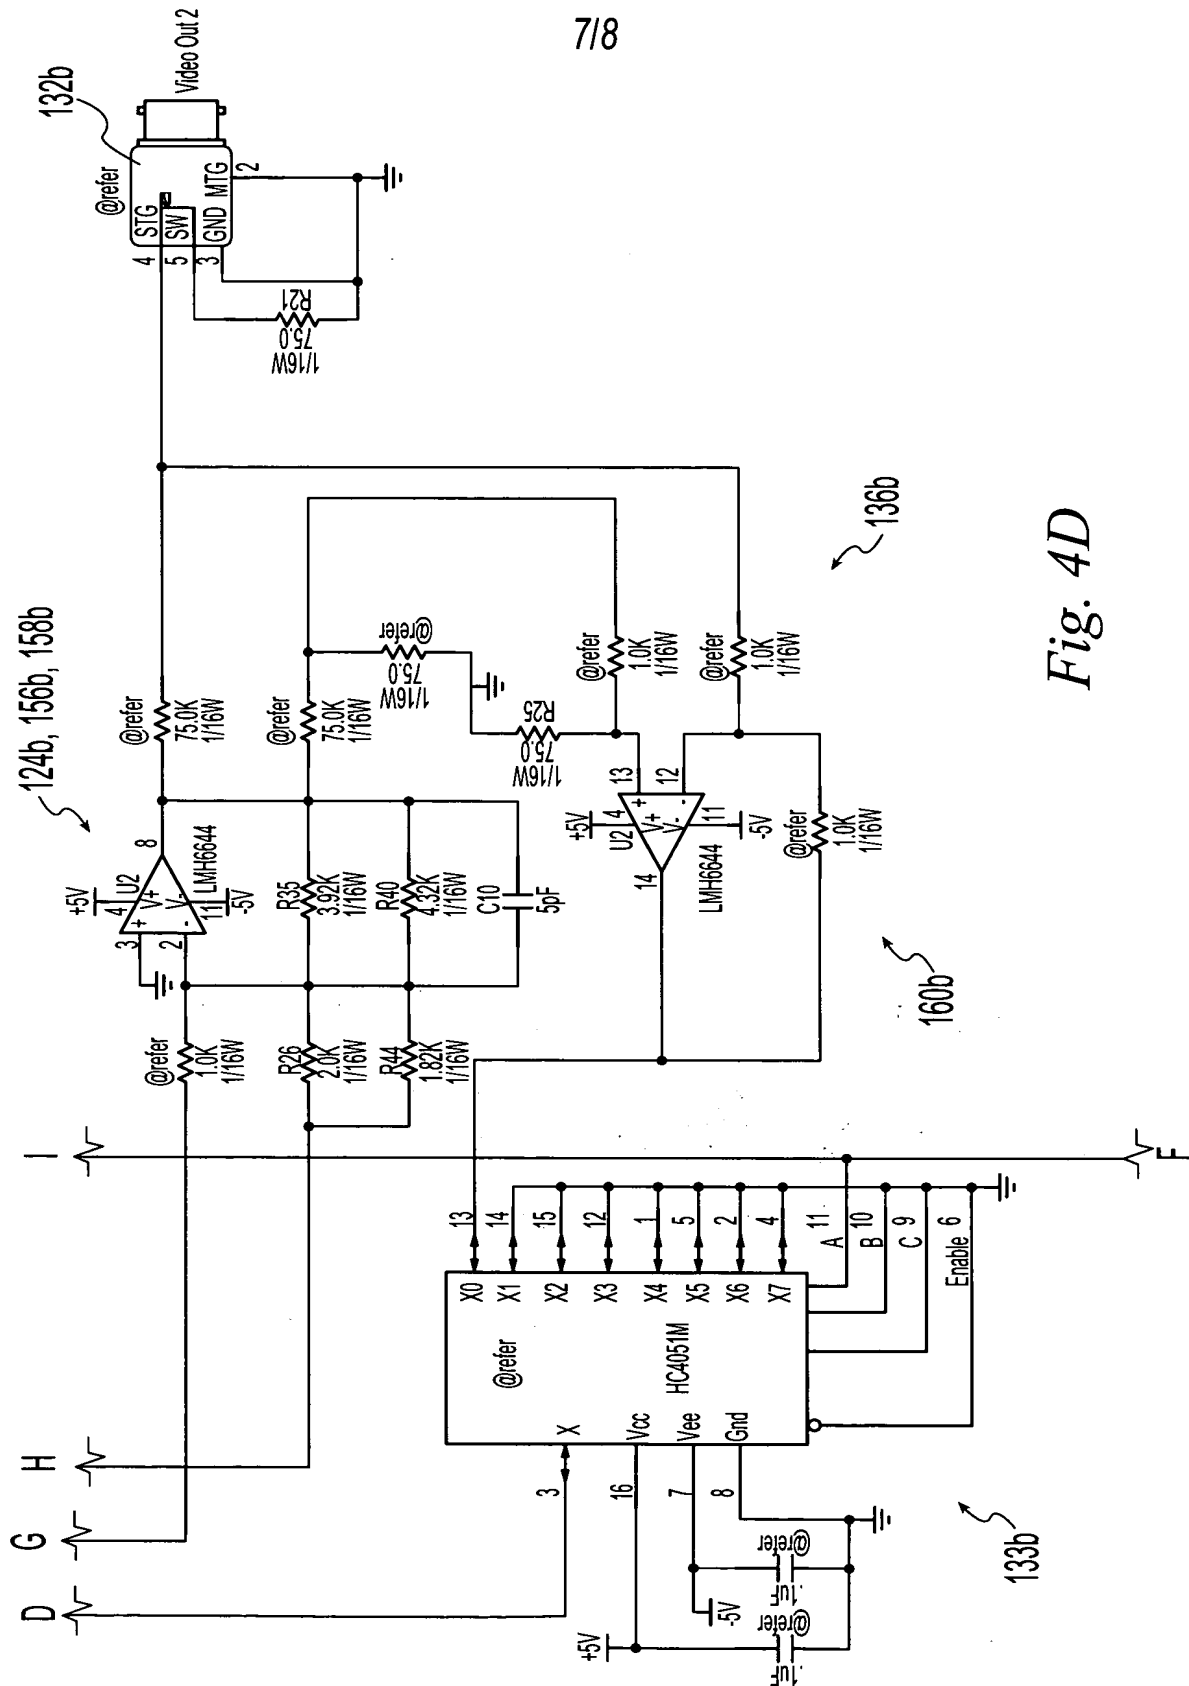 7/8
132b
@refer
Video Out 2
STG
SW
GND
MTG
4
5
3
2
R21
75.0
1/16W
124b, 156b, 158b
+5V
4
U2
V+
V-
+
-
3
2
8
11
LMH6644
-5V
@refer
75.0K
1/16W
@refer
75.0K
1/16W
@refer
75.0
1/16W
R25
75.0
1/16W
@refer
1.0K
1/16W
@refer
1.0K
1/16W
136b
@refer
1.0K
1/16W
R26
2.0K
1/16W
R44
1.82K
1/16W
R35
3.92K
1/16W
R40
4.32K
1/16W
C10
5pF
+5V
4
U2
V+
V-
+
-
13
12
14
11
LMH6644
-5V
@refer
1.0K
1/16W
160b
I
F
H
G
D
13
14
15
12
1
5
2
4
X0
X1
X2
X3
X4
X5
X6
X7
11
A
10
B
9
C
6
Enable
@refer
HC4051M
X
Vcc
Vee
Gnd
3
16
7
8
+5V
-5V
@refer
.1uF
@refer
.1uF
133b
Fig. 4D